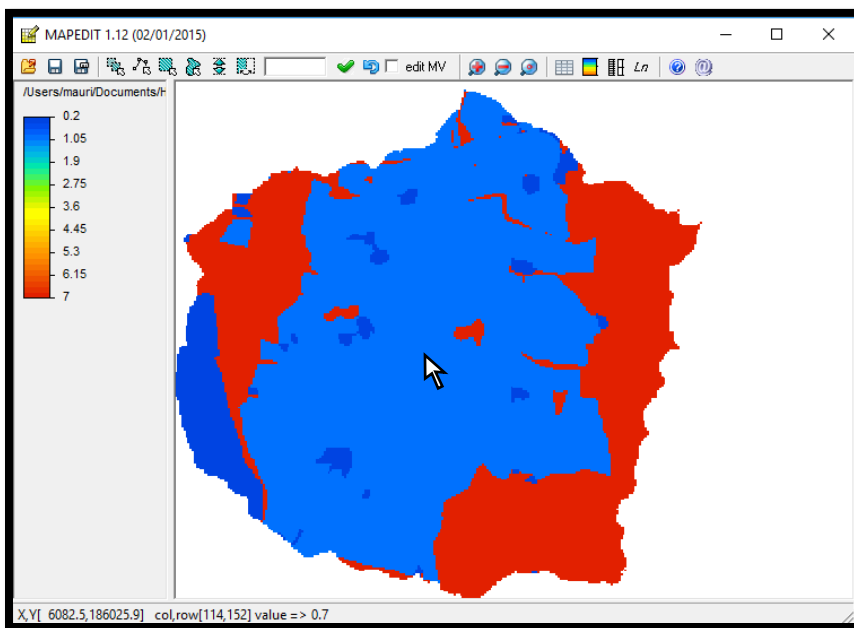 MAPEDIT 1.12 (02/01/2015)
edit MV
Ln
/Users/mauri/Documents/H
0.2
1.05
1.9
2.75
3.6
4.45
5.3
6.15
7
X,Y[ 6082.5,186025.9] col,row[114,152] value => 0.7